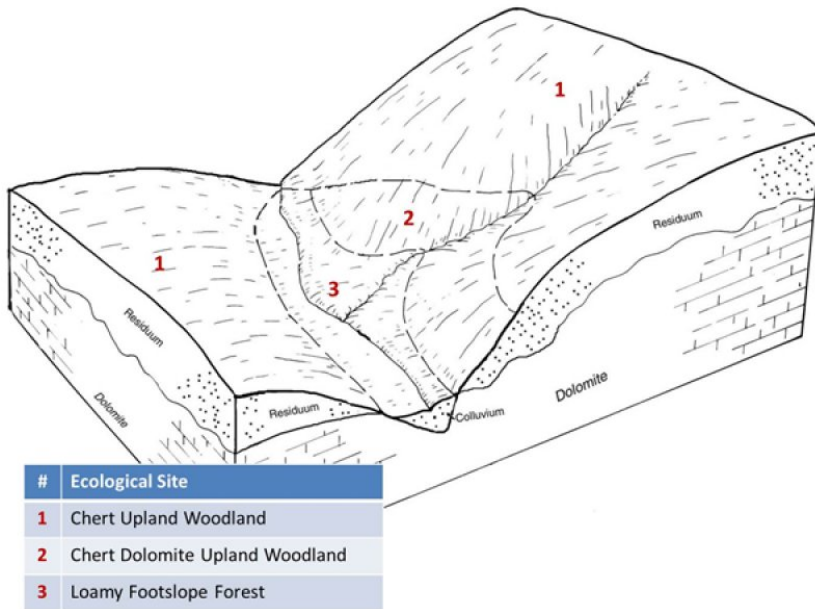 1
Residuum
2
1
3
Residuum
Dolomite
Colluvium
Residuum
Dolomite
# Ecological Site
1 Chert Upland Woodland
2 Chert Dolomite Upland Woodland
3 Loamy Footslope Forest